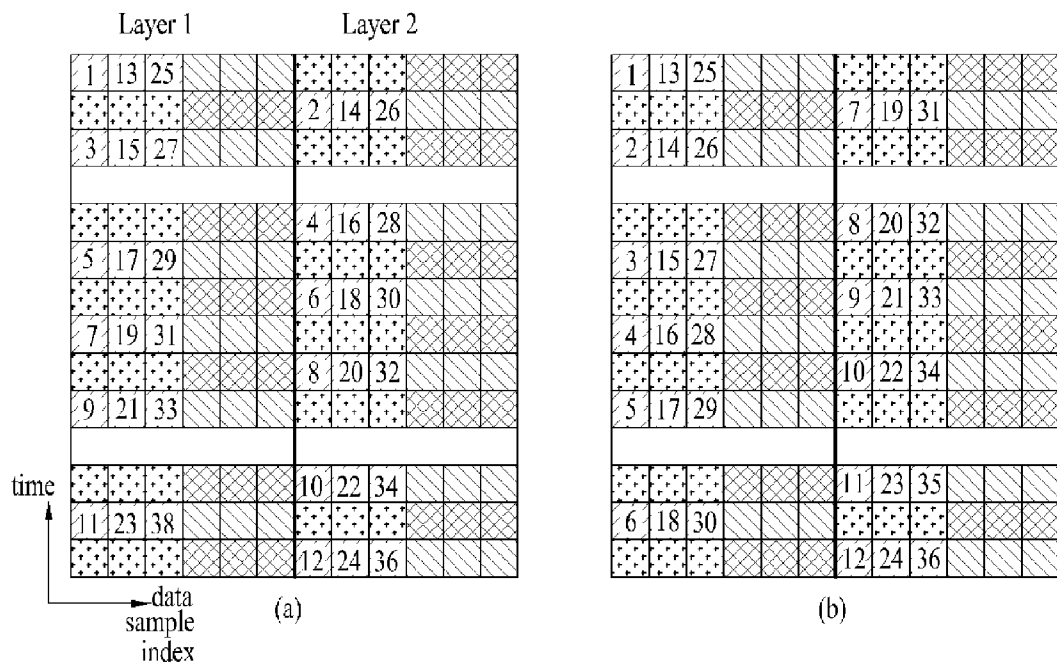 Layer 1 Layer 2
1 13 25 1 13 25
2 14 26 7 19 31
3 15 27 2 14 26
4 16 28 8 20 32
5 17 29 3 15 27
6 18 30 9 21 33
7 19 31 4 16 28
8 20 32 10 22 34
9 21 33 5 17 29
time 10 22 34 11 23 35
11 23 38 6 18 30
12 24 36 12 24 36
data
sample
index
(a) (b)